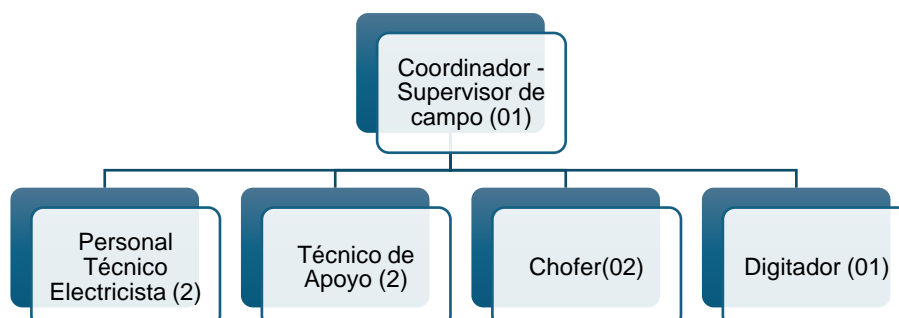 Coordinador -
Supervisor de
campo (01)
Personal
Técnico
Electricista (2)
Técnico de
Apoyo (2)
Chofer(02)
Digitador (01)